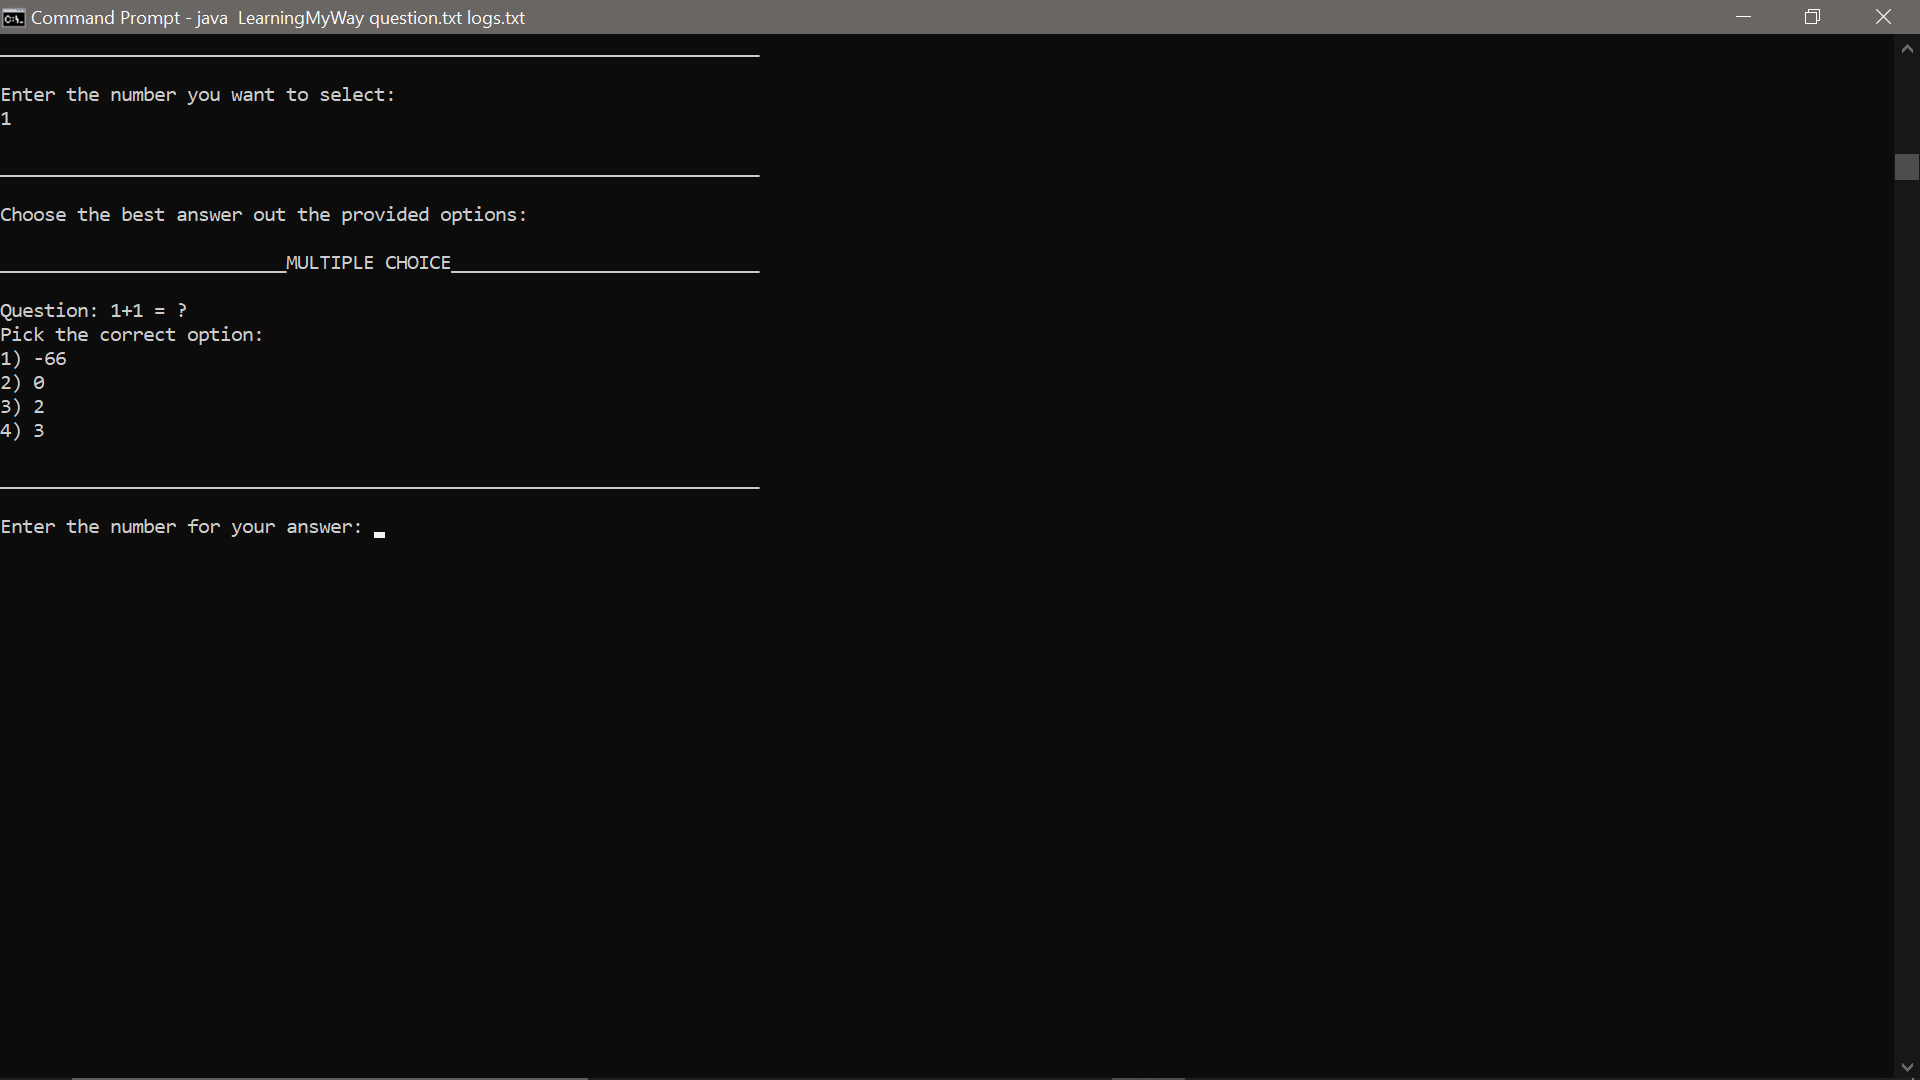 Command Prompt - java  LearningMyWay question.txt logs.txt
Enter the number you want to select:
1
Choose the best answer out the provided options:
__________________________MULTIPLE CHOICE____________________________
Question: 1+1 = ?
Pick the correct option:
1) -66
2) 0
3) 2
4) 3
Enter the number for your answer: